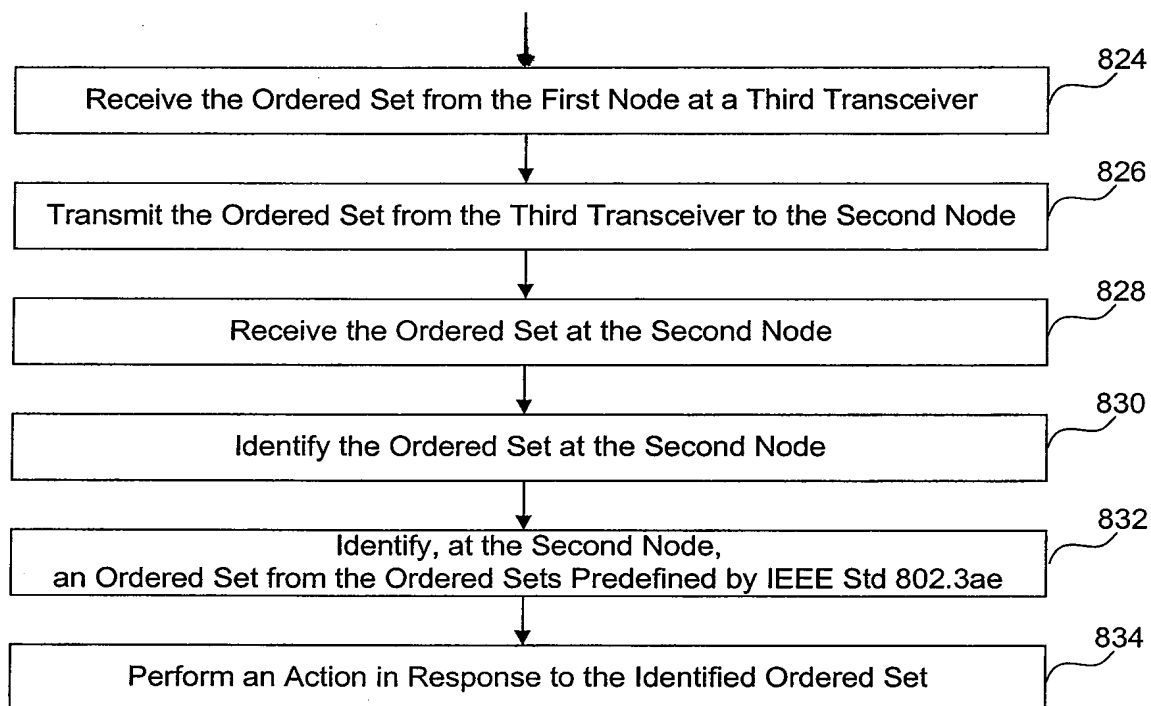 824
Receive the Ordered Set from the First Node at a Third Transceiver
826
Transmit the Ordered Set from the Third Transceiver to the Second Node
828
Receive the Ordered Set at the Second Node
830
Identify the Ordered Set at the Second Node
832
Identify, at the Second Node,
an Ordered Set from the Ordered Sets Predefined by IEEE Std 802.3ae
834
Perform an Action in Response to the Identified Ordered Set